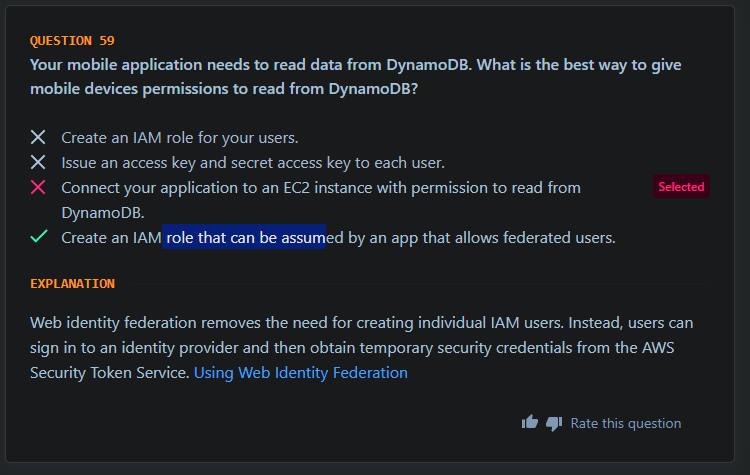 QUESTION 59
Your mobile application needs to read data from DynamoDB. What is the best way to give
mobile devices permissions to read from DynamoDB?
Create an IAM role for your users.
Issue an access key and secret access key to each user.
Connect your application to an EC2 instance with permission to read from
Selected
DynamoDB.
Create an IAM role that can be assumed by an app that allows federated users.
EXPLANATION
Web identity federation removes the need for creating individual IAM users. Instead, users can
sign in to an identity provider and then obtain temporary security credentials from the AWS
Security Token Service. Using Web Identity Federation
Rate this question